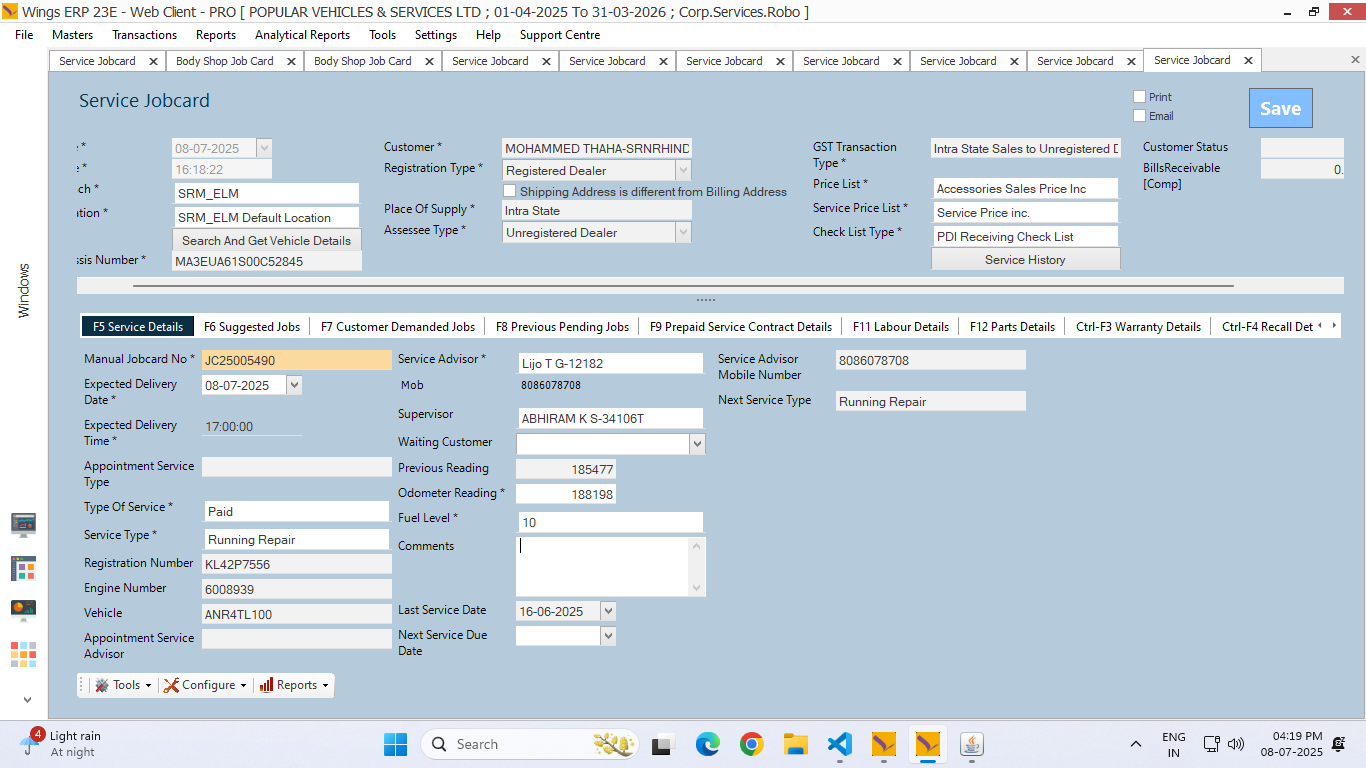 Wings ERP 23E - Web Client - PRO [ POPULAR VEHICLES & SERVICES LTD ; 01-04-2025 To 31-03-2026 ; Corp.Services.Robo ]
File Masters Transactions Reports Analytical Reports Tools Settings Help Support Centre
Service Jobcard Body Shop Job Card Body Shop Job Card Service Jobcard Service Jobcard Service Jobcard Service Jobcard Service Jobcard Service Jobcard Service Jobcard
Service Jobcard
Print
Email
Save
08-07-2025
16:18:22
ch * SRM_ELM
ation * SRM_ELM Default Location
Search And Get Vehicle Details
ssis Number * MA3EUA61S00C52845
Customer * MOHAMMED THAHA-SRNRHIND
Registration Type * Registered Dealer
Shipping Address is different from Billing Address
Place Of Supply * Intra State
Assessee Type * Unregistered Dealer
GST Transaction Type * Intra State Sales to Unregistered D
Price List * Accessories Sales Price Inc
Service Price List * Service Price inc.
Check List Type * PDI Receiving Check List
Service History
Customer Status
BillsReceivable [Comp] 0.
Windows
F5 Service Details F6 Suggested Jobs F7 Customer Demanded Jobs F8 Previous Pending Jobs F9 Prepaid Service Contract Details F11 Labour Details F12 Parts Details Ctrl-F3 Warranty Details Ctrl-F4 Recall Det
Manual Jobcard No * JC25005490
Expected Delivery Date * 08-07-2025
Expected Delivery Time * 17:00:00
Appointment Service Type
Type Of Service * Paid
Service Type * Running Repair
Registration Number KL42P7556
Engine Number 6008939
Vehicle ANR4TL100
Appointment Service Advisor
Service Advisor * Lijo T G-12182
Mob 8086078708
Supervisor ABHIRAM K S-34106T
Waiting Customer
Previous Reading 185477
Odometer Reading * 188198
Fuel Level * 10
Comments
Last Service Date 16-06-2025
Next Service Due Date
Service Advisor Mobile Number 8086078708
Next Service Type Running Repair
Tools Configure Reports
4
Light rain
At night
Search
ENG
IN
04:19 PM
08-07-2025